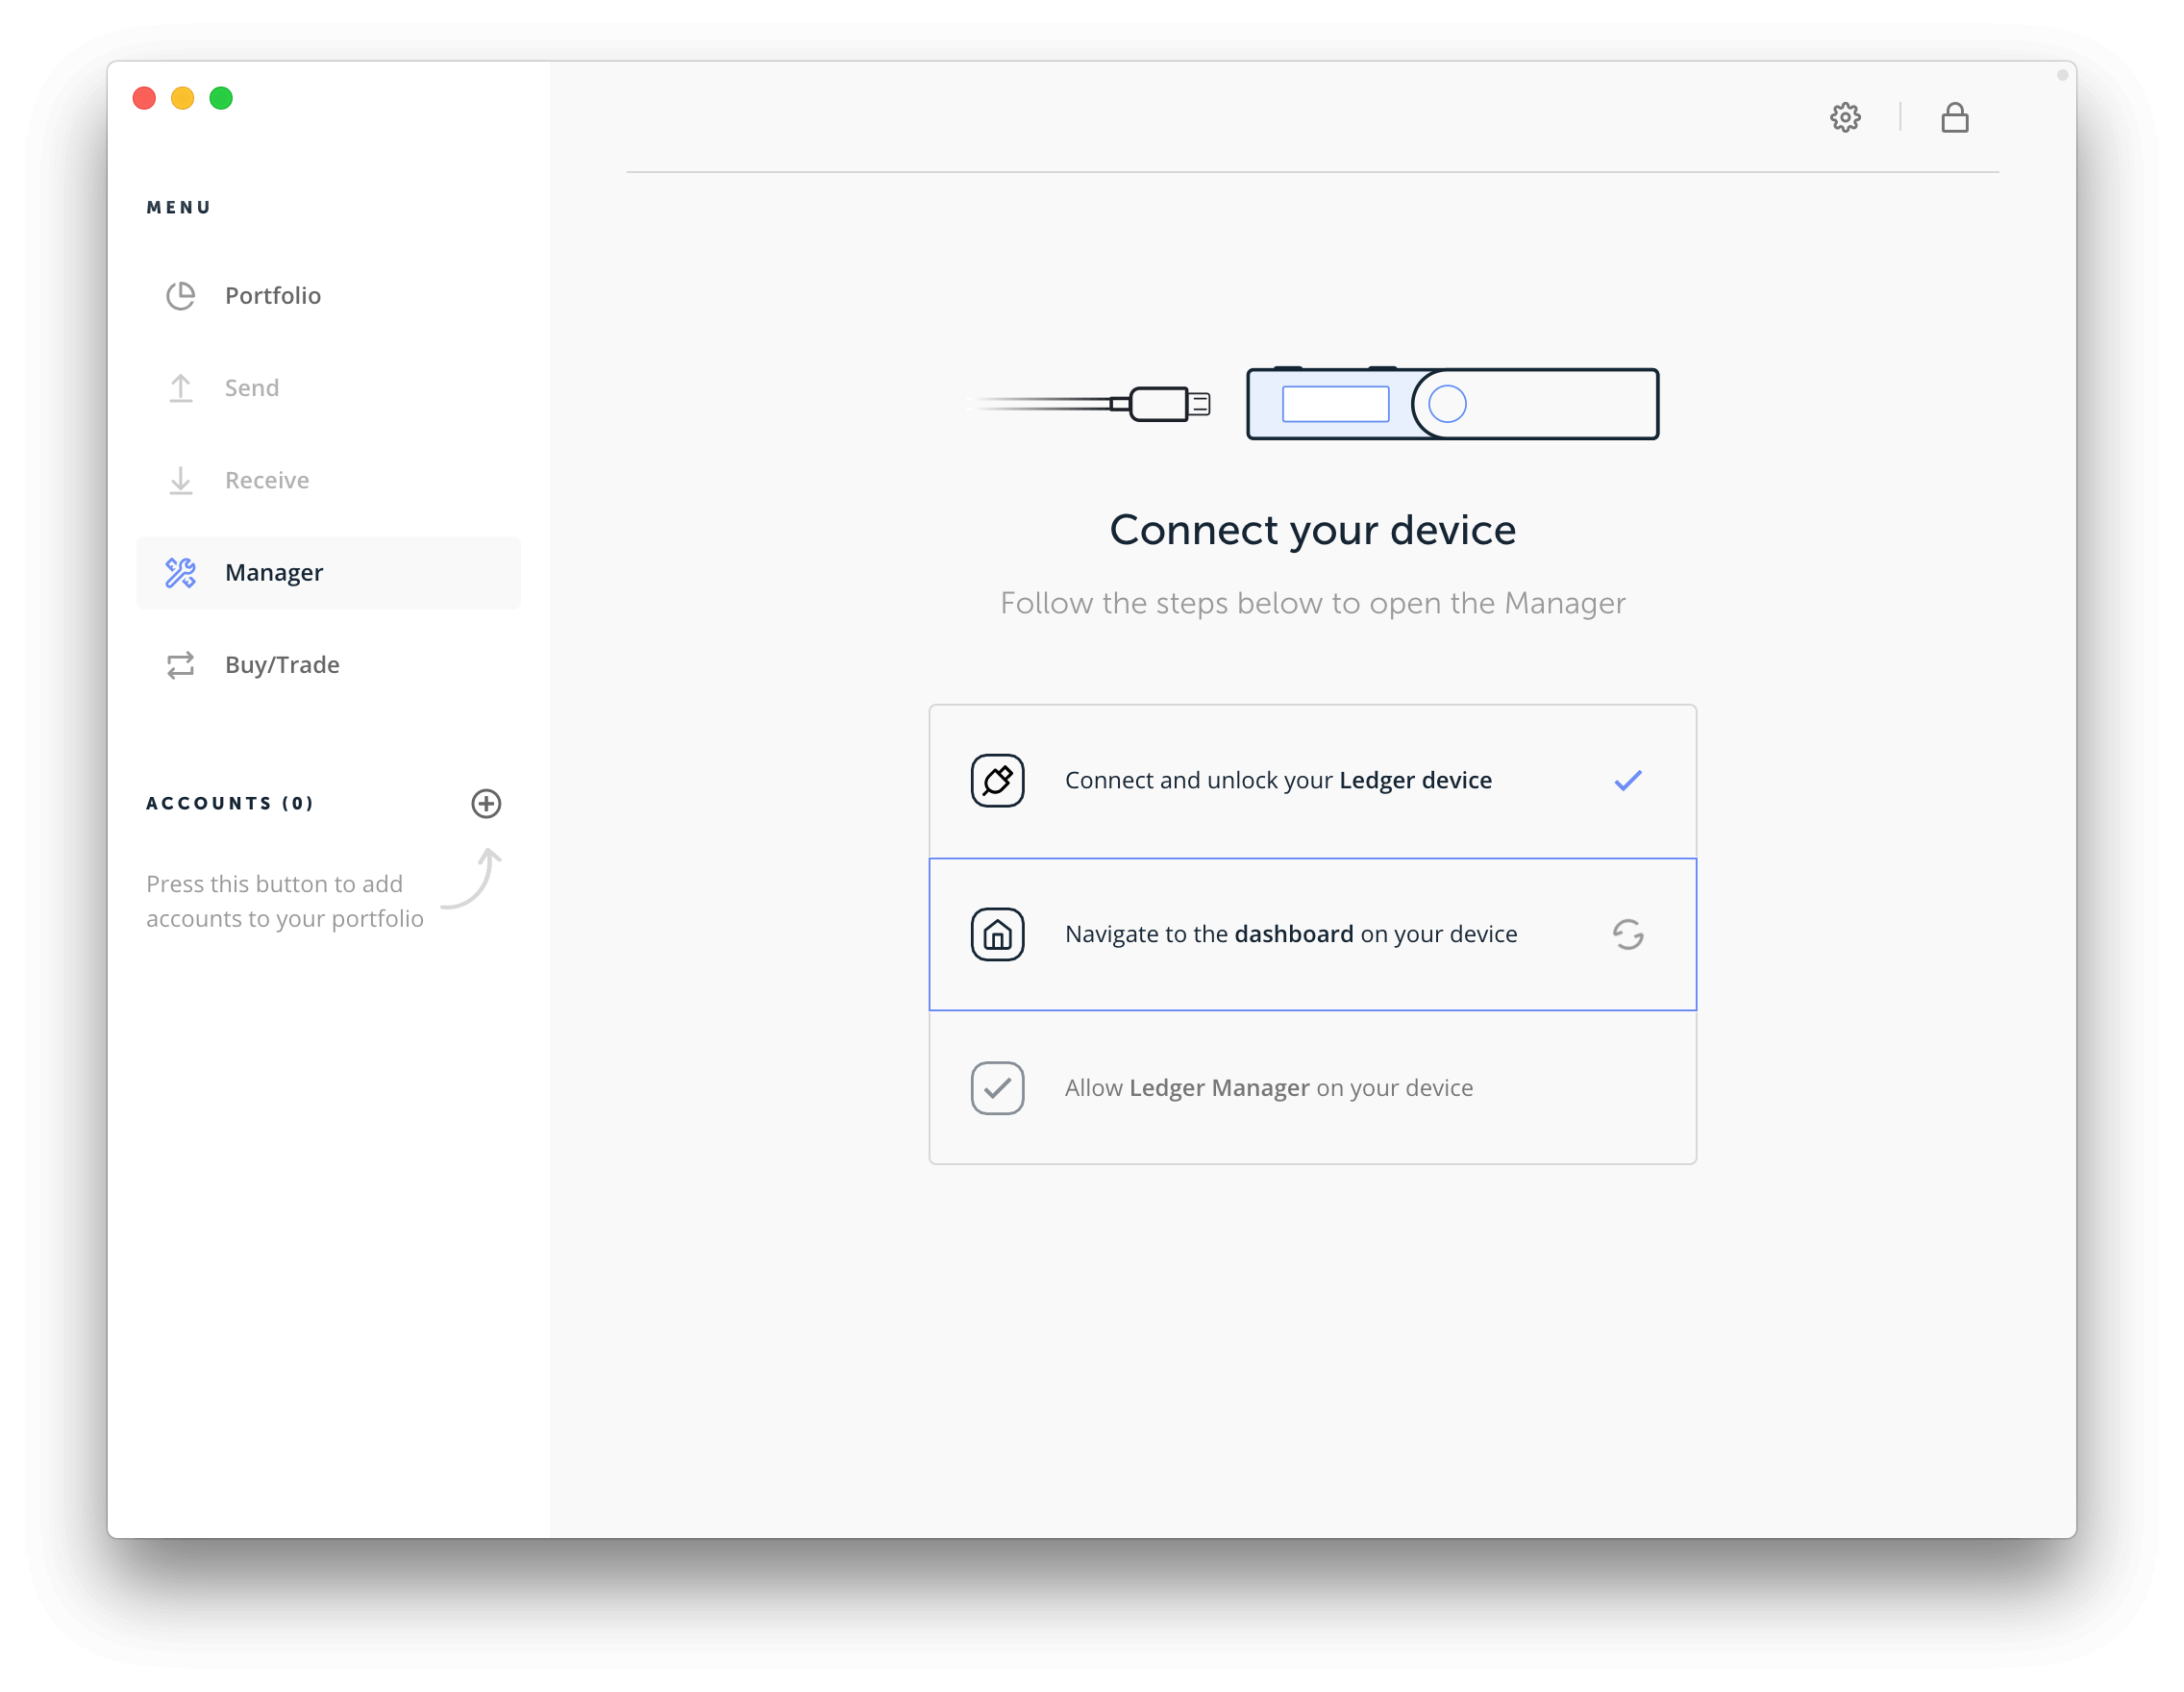 MENU
Portfolio
Send
Receive
Manager
Buy/Trade
ACCOUNTS (0)
Press this button to add
accounts to your portfolio
Connect your device
Follow the steps below to open the Manager
Connect and unlock your Ledger device
Navigate to the dashboard on your device
Allow Ledger Manager on your device